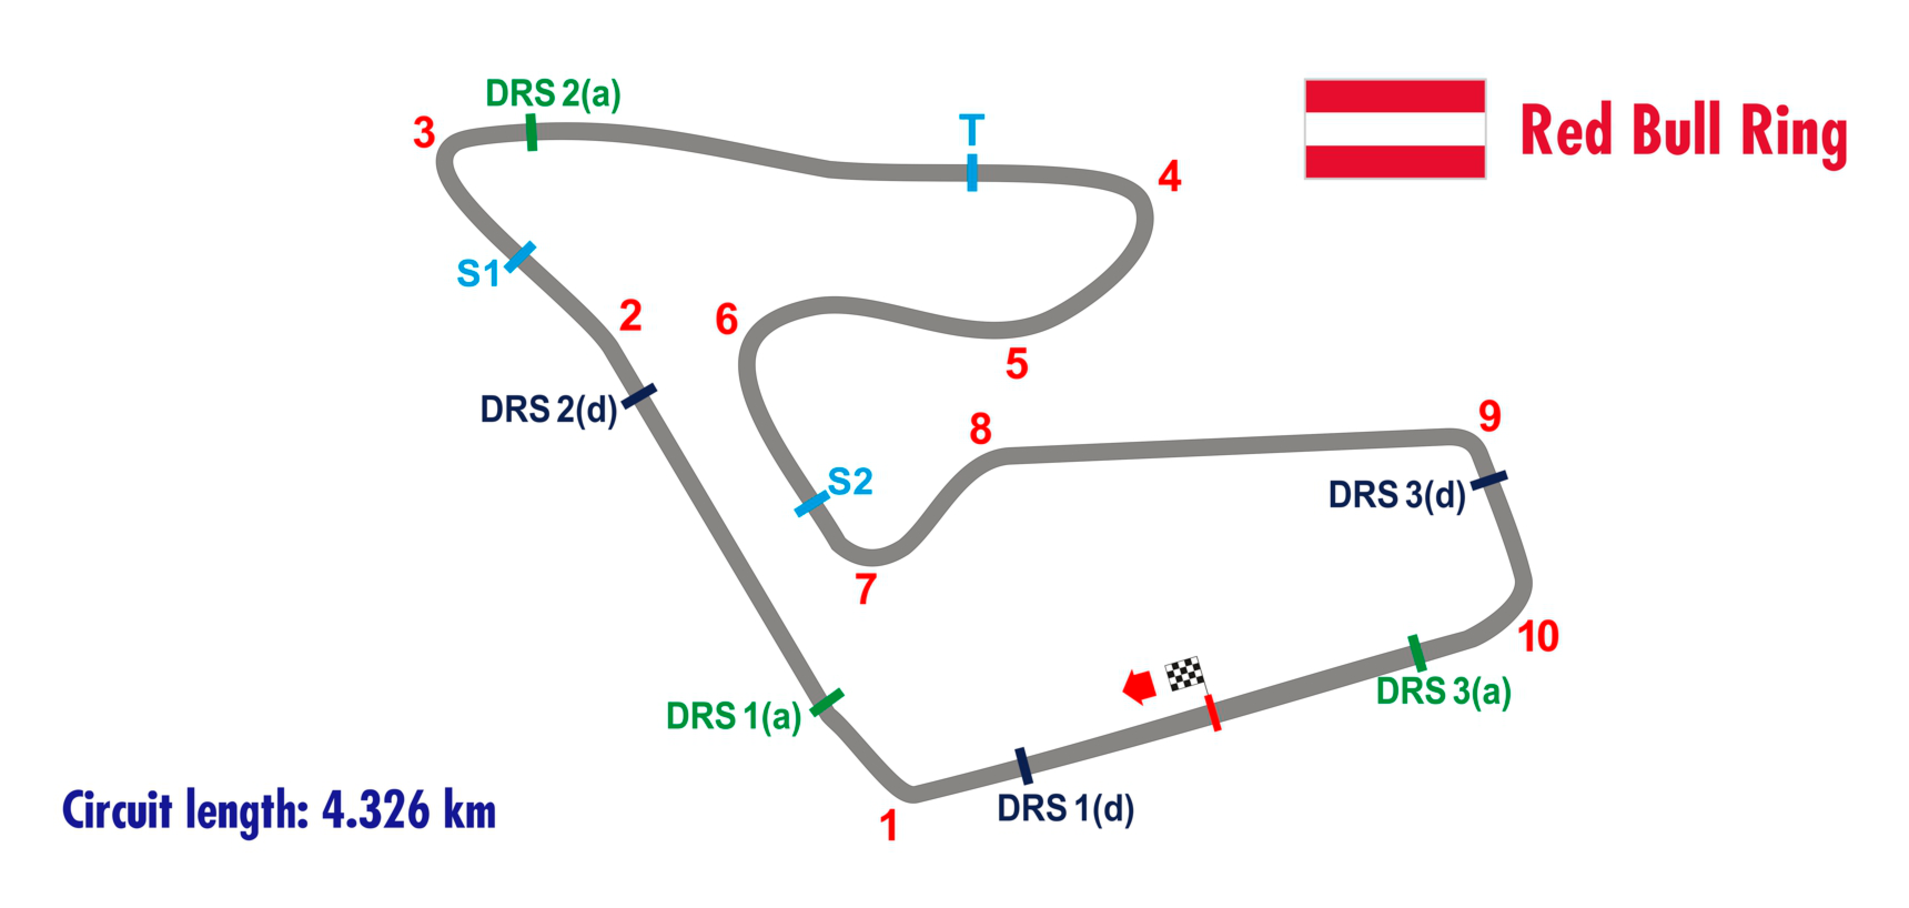 DRS 2(a)
3
T
4
Red Bull Ring
S1
2
6
5
DRS 2(d)
8
9
S2
DRS 3(d)
7
10
DRS 3(a)
DRS 1(a)
Circuit length: 4.326 km
1
DRS 1(d)